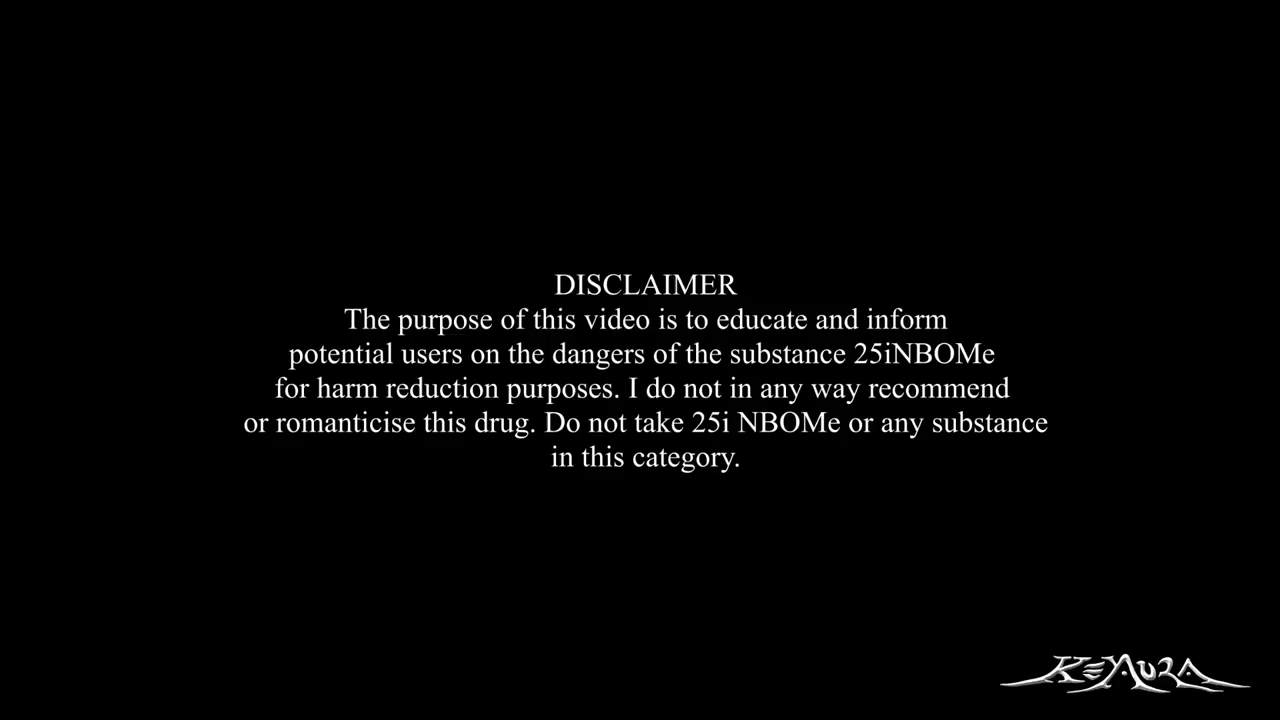 DISCLAIMER
The purpose of this video is to educate and inform
potential users on the dangers of the substance 25iNBOMe
for harm reduction purposes. I do not in any way recommend
or romanticise this drug. Do not take 25i NBOMe or any substance
in this category.
KEMURA